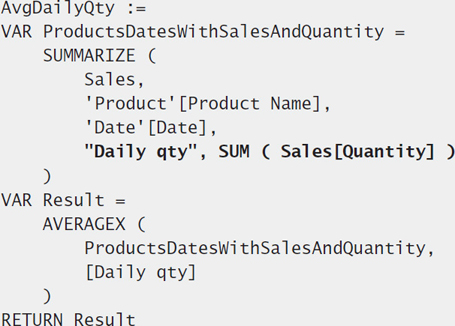 AvgDailyQty :=
VAR ProductsDatesWithSalesAndQuantity =
    SUMMARIZE (
        Sales,
        'Product'[Product Name],
        'Date'[Date],
        "Daily qty", SUM ( Sales[Quantity] )
    )
VAR Result =
    AVERAGEX (
        ProductsDatesWithSalesAndQuantity,
        [Daily qty]
    )
RETURN Result